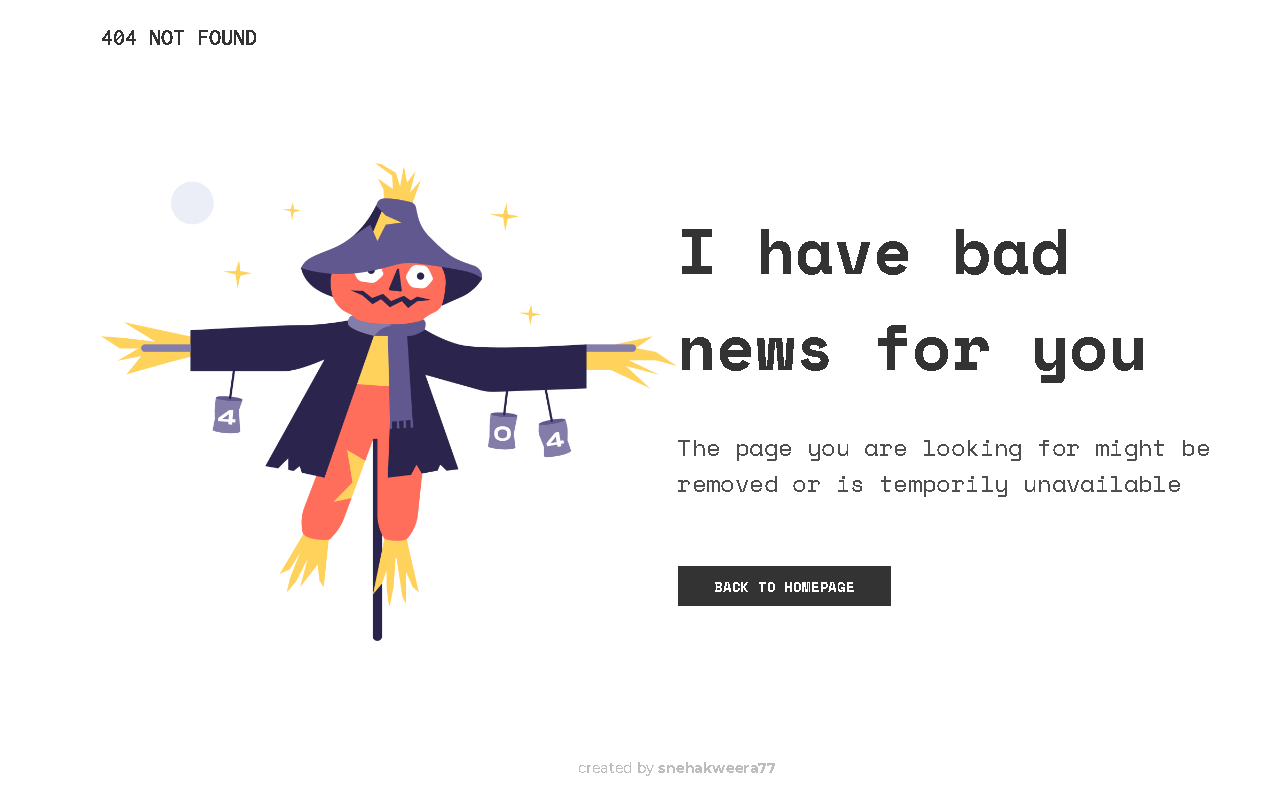 404 NOT FOUND
4
0
4
I have bad
news for you
The page you are looking for might be
removed or is temporily unavailable
BACK TO HOMEPAGE
created by snehakweera77